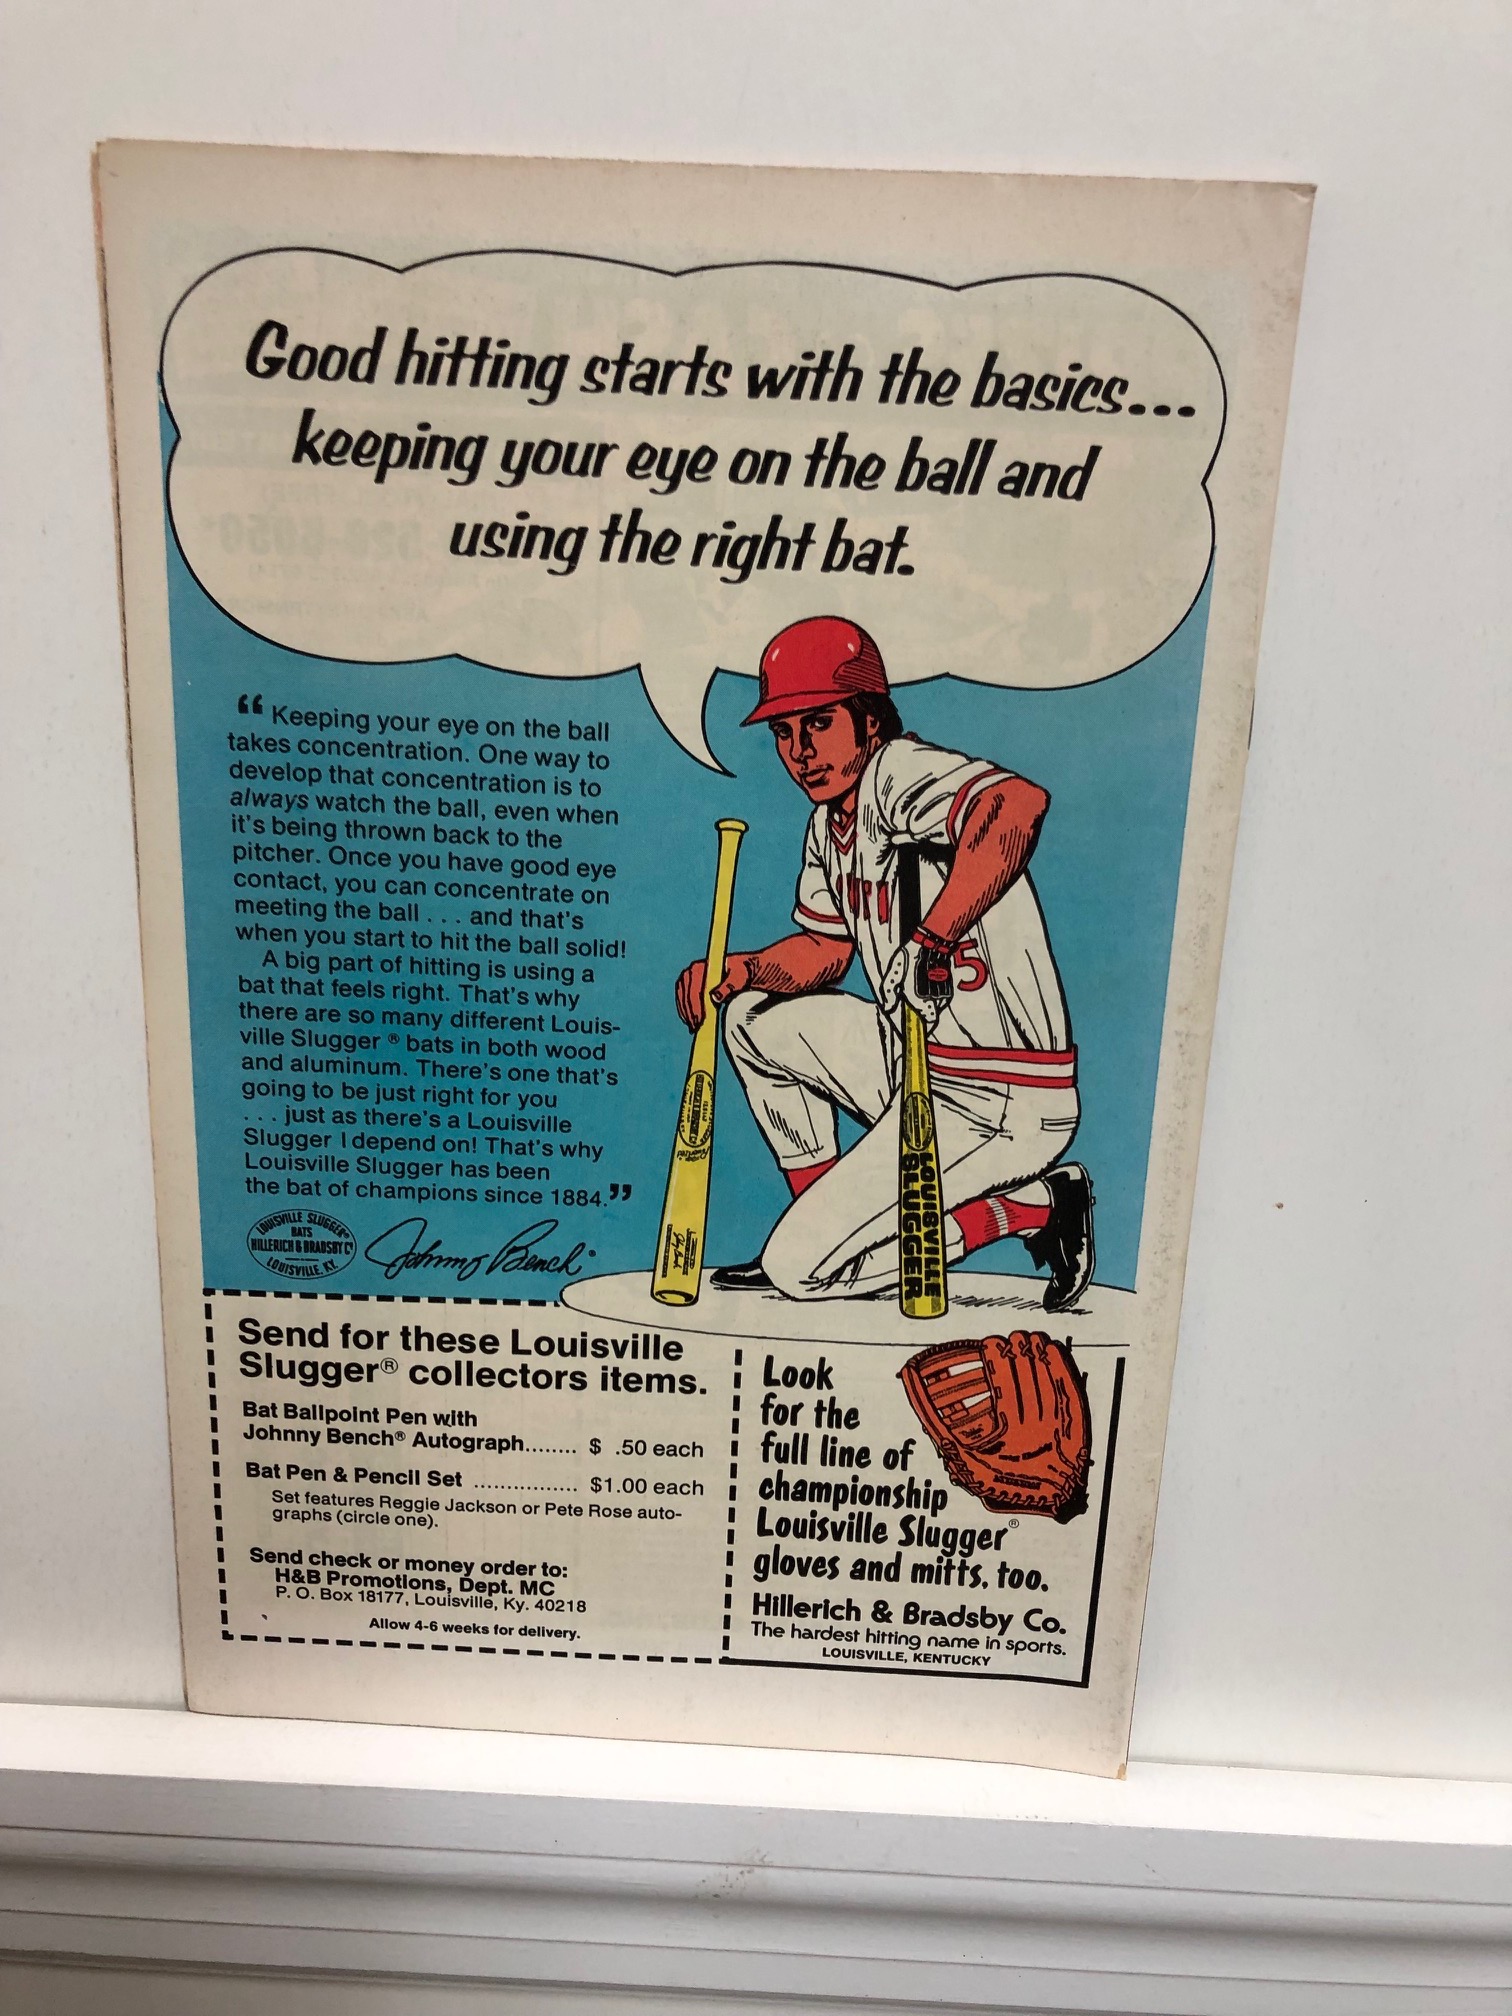 Good hitting starts with the basics...
keeping your eye on the ball and
using the right bat.
“ Keeping your eye on the ball
takes concentration. One way to
develop that concentration is to
always watch the ball, even when
it's being thrown back to the
pitcher. Once you have good eye
contact, you can concentrate on
meeting the ball . . . and that's
when you start to hit the ball solid!
A big part of hitting is using a
bat that feels right. That's why
there are so many different Louis-
ville Slugger ® bats in both wood
and aluminum. There's one that's
going to be just right for you
. . . just as there's a Louisville
Slugger I depend on! That's why
Louisville Slugger has been
the bat of champions since 1884.”
LOUISVILLE SLUGGER®
BATS
HILLERICH & BRADSBY Co
LOUISVILLE. KY.
Johnny Bench®
5
LOUISVILLE
SLUGGER
Send for these Louisville
Slugger® collectors items.
Bat Ballpoint Pen with
Johnny Bench® Autograph........ $ .50 each
Bat Pen & Pencil Set ................ $1.00 each
Set features Reggie Jackson or Pete Rose auto-
graphs (circle one).
Send check or money order to:
H&B Promotions, Dept. MC
P. O. Box 18177, Louisville, Ky. 40218
Allow 4-6 weeks for delivery.
Look
for the
full line of
championship
Louisville Slugger®
gloves and mitts, too.
Hillerich & Bradsby Co.
The hardest hitting name in sports.
LOUISVILLE, KENTUCKY